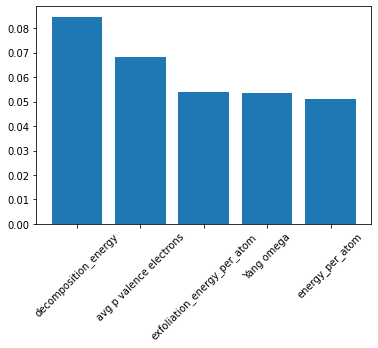 0.08
0.07
0.06
0.05
0.04
0.03
0.02
0.01
0.00
decomposition_energy
avg p valence electrons
exfoliation_energy_per_atom
Yang omega
energy_per_atom